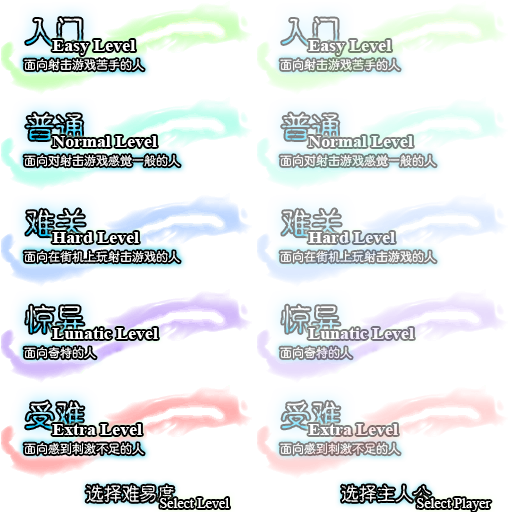 入门
Easy Level
面向射击游戏苦手的人
普通
Normal Level
面向对射击游戏感觉一般的人
难关
Hard Level
面向在街机上玩射击游戏的人
惊异
Lunatic Level
面向奇特的人
受难
Extra Level
面向感到刺激不足的人
选择难易度
Select Level
入门
Easy Level
面向射击游戏苦手的人
普通
Normal Level
面向对射击游戏感觉一般的人
难关
Hard Level
面向在街机上玩射击游戏的人
惊异
Lunatic Level
面向奇特的人
受难
Extra Level
面向感到刺激不足的人
选择主人公
Select Player